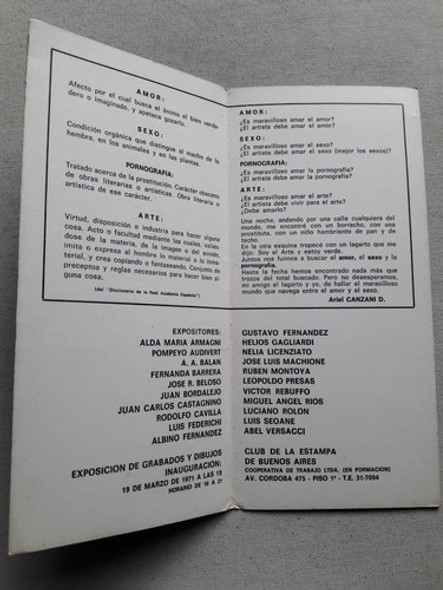 AMOR:
Afecto por el cual busca el ánimo el bien verda-
dero o imaginado, y apetece gozarlo.
SEXO:
Condición orgánica que distingue al macho de la
hembra, en los animales y en las plantas.
PORNOGRAFIA:
Tratado acerca de la prostitución. Carácter obsceno
de obras literarias o artísticas. Obra literaria o
artística de ese carácter.
ARTE:
Virtud, disposición e industria para hacer alguna
cosa. Acto o facultad mediante las cuales, valién-
dose de la materia, de la imagen o del sonido,
imita o expresa al hombre lo material o lo inma-
terial, y crea copiando o fantaseando. Conjunto de
preceptos y reglas necesarios para hacer bien al-
guna cosa.
(del "Diccionario de la Real Academia Española")
EXPOSITORES:
ALDA MARIA ARMAGNI
POMPEYO AUDIVERT
A. A. BALAN
FERNANDA BARRERA
JOSE R. BELOSO
JUAN BORDALEJO
JUAN CARLOS CASTAGNINO
RODOLFO CAVILLA
LUIS FEDERICHI
ALBINO FERNANDEZ
EXPOSICION DE GRABADOS Y DIBUJOS
INAUGURACION:
19 DE MARZO DE 1971 A LAS 19
HORARIO DE 16 A 21
AMOR:
¿Es maravilloso amar el amor?
¿El artista debe amar el amor?
SEXO:
¿Es maravilloso amar el sexo?
¿El artista debe amar el sexo (mejor los sexos)?
PORNOGRAFIA:
¿Es maravilloso amar la pornografía?
¿El artista debe amar la pornografía?
ARTE:
¿Es maravilloso amar el arte?
¿El artista debe vivir para el arte?
¿Debe amarlo?
Una noche, andando por una calle cualquiera del
mundo, me encontré con un borracho, con una
prostituta, con un niño hambriento de pan y de
techo.
En la otra esquina tropecé con un lagarto que me
dijo: Soy el Arte y estoy verde.
Juntos nos fuimos a buscar el amor, el sexo y la
pornografía.
Hasta la fecha hemos encontrado nada más que
trozos del total buscado. Pero no desesperamos,
mi amigo el lagarto y yo, de hallar el maravilloso
mundo que navega entre el amor y el sexo.
Ariel CANZANI D.
GUSTAVO FERNANDEZ
HELIOS GAGLIARDI
NELIA LICENZIATO
JOSE LUIS MACHIONE
RUBEN MONTOYA
LEOPOLDO PRESAS
VICTOR REBUFFO
MIGUEL ANGEL RIOS
LUCIANO ROLON
LUIS SEOANE
ABEL VERSACCI
CLUB DE LA ESTAMPA
DE BUENOS AIRES
COOPERATIVA DE TRABAJO LTDA. (EN FORMACION)
AV. CORDOBA 475 - PISO 1º - T.E. 31-7094